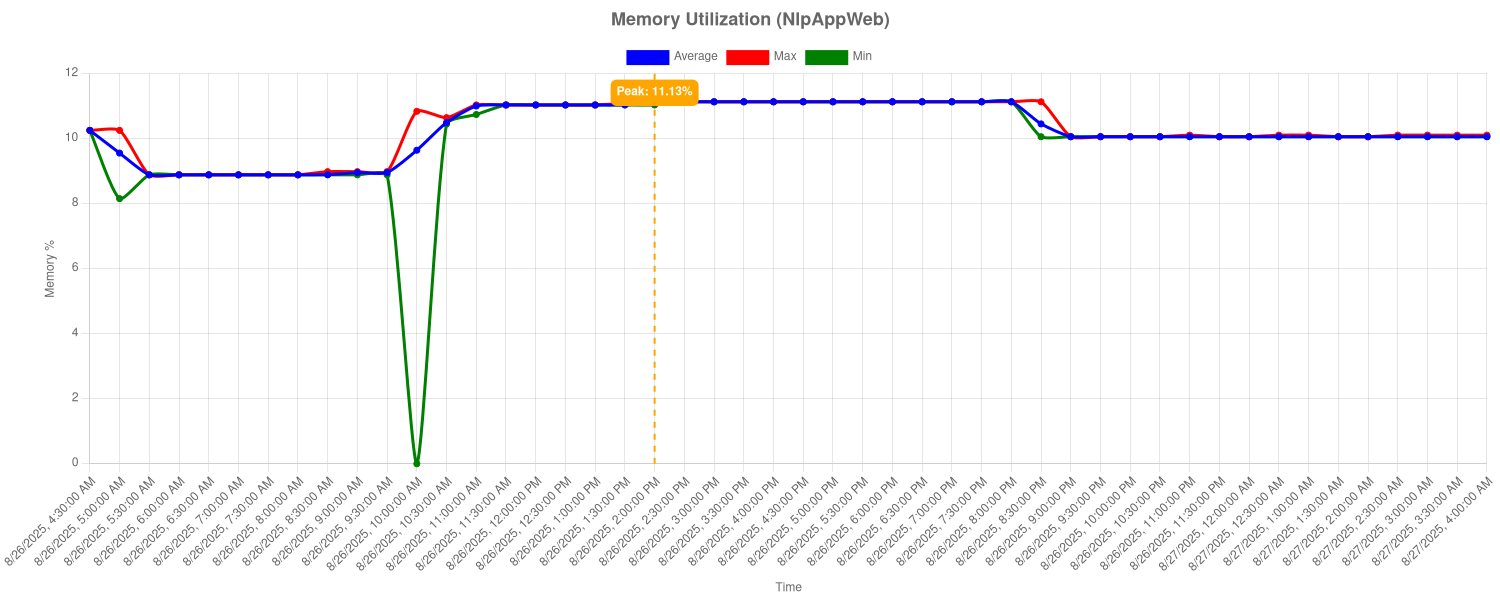 Memory Utilization (NlpAppWeb)
Average Max Min
Peak: 11.13%
12
10
8
6
4
2
0
Memory %
8/26/2025, 4:30:00 AM
8/26/2025, 5:00:00 AM
8/26/2025, 5:30:00 AM
8/26/2025, 6:00:00 AM
8/26/2025, 6:30:00 AM
8/26/2025, 7:00:00 AM
8/26/2025, 7:30:00 AM
8/26/2025, 8:00:00 AM
8/26/2025, 8:30:00 AM
8/26/2025, 9:00:00 AM
8/26/2025, 9:30:00 AM
8/26/2025, 10:00:00 AM
8/26/2025, 10:30:00 AM
8/26/2025, 11:00:00 AM
8/26/2025, 11:30:00 AM
8/26/2025, 12:00:00 PM
8/26/2025, 12:30:00 PM
8/26/2025, 1:00:00 PM
8/26/2025, 1:30:00 PM
8/26/2025, 2:00:00 PM
8/26/2025, 2:30:00 PM
8/26/2025, 3:00:00 PM
8/26/2025, 3:30:00 PM
8/26/2025, 4:00:00 PM
8/26/2025, 4:30:00 PM
8/26/2025, 5:00:00 PM
8/26/2025, 5:30:00 PM
8/26/2025, 6:00:00 PM
8/26/2025, 6:30:00 PM
8/26/2025, 7:00:00 PM
8/26/2025, 7:30:00 PM
8/26/2025, 8:00:00 PM
8/26/2025, 8:30:00 PM
8/26/2025, 9:00:00 PM
8/26/2025, 9:30:00 PM
8/26/2025, 10:00:00 PM
8/26/2025, 10:30:00 PM
8/26/2025, 11:00:00 PM
8/26/2025, 11:30:00 PM
8/27/2025, 12:00:00 AM
8/27/2025, 12:30:00 AM
8/27/2025, 1:00:00 AM
8/27/2025, 1:30:00 AM
8/27/2025, 2:00:00 AM
8/27/2025, 2:30:00 AM
8/27/2025, 3:00:00 AM
8/27/2025, 3:30:00 AM
8/27/2025, 4:00:00 AM
Time